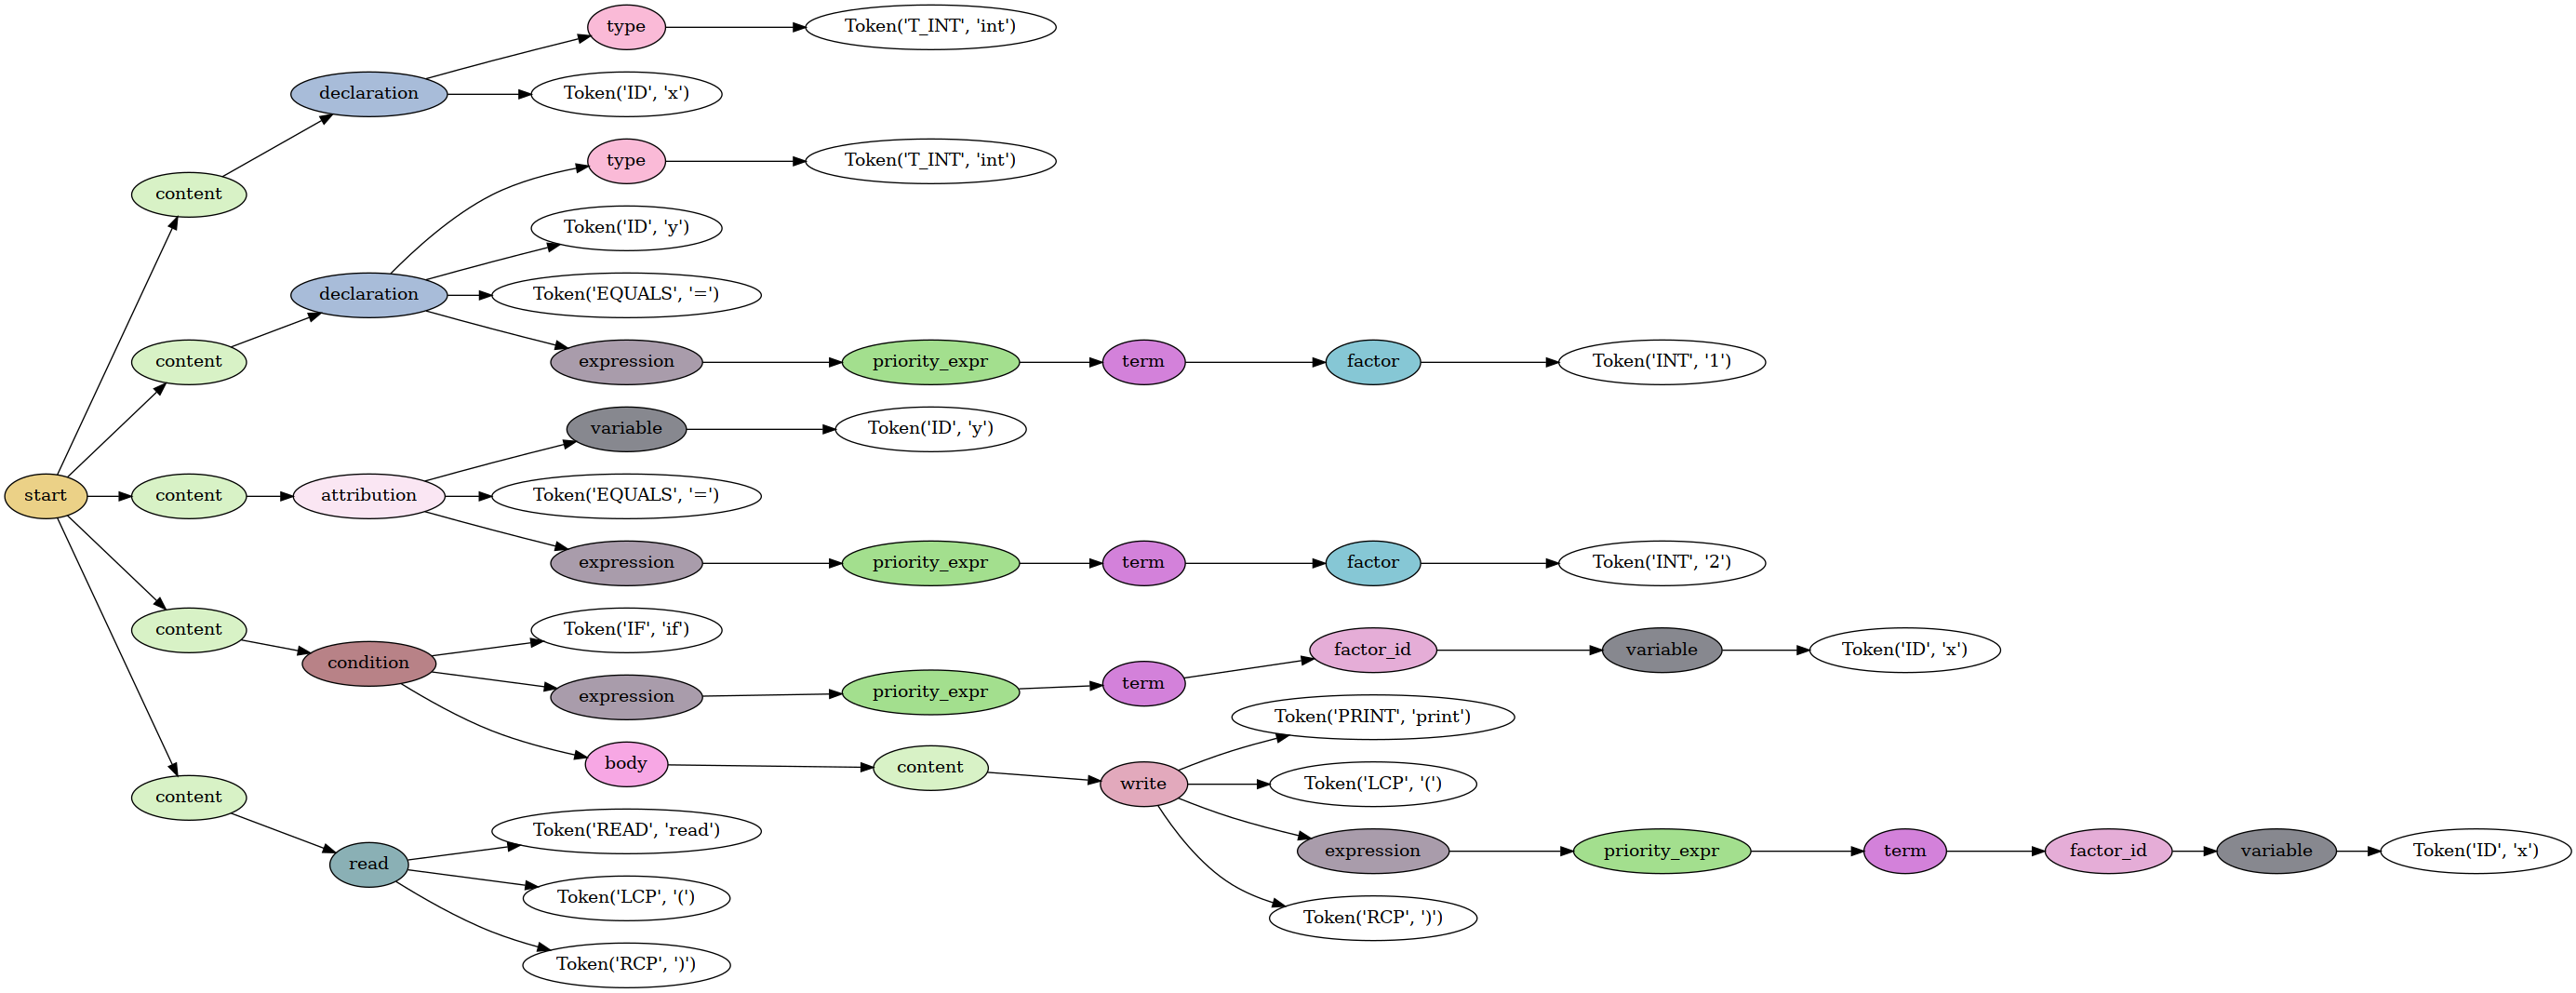 type
Token('T_INT', 'int')
declaration
Token('ID', 'x')
type
Token('T_INT', 'int')
content
Token('ID', 'y')
declaration
Token('EQUALS', '=')
content
expression
priority_expr
term
factor
Token('INT', '1')
variable
Token('ID', 'y')
start
content
attribution
Token('EQUALS', '=')
expression
priority_expr
term
factor
Token('INT', '2')
content
Token('IF', 'if')
factor_id
variable
Token('ID', 'x')
condition
expression
priority_expr
term
Token('PRINT', 'print')
body
content
write
Token('LCP', '(')
content
Token('READ', 'read')
expression
priority_expr
term
factor_id
variable
Token('ID', 'x')
read
Token('LCP', '(')
Token('RCP', ')')
Token('RCP', ')')